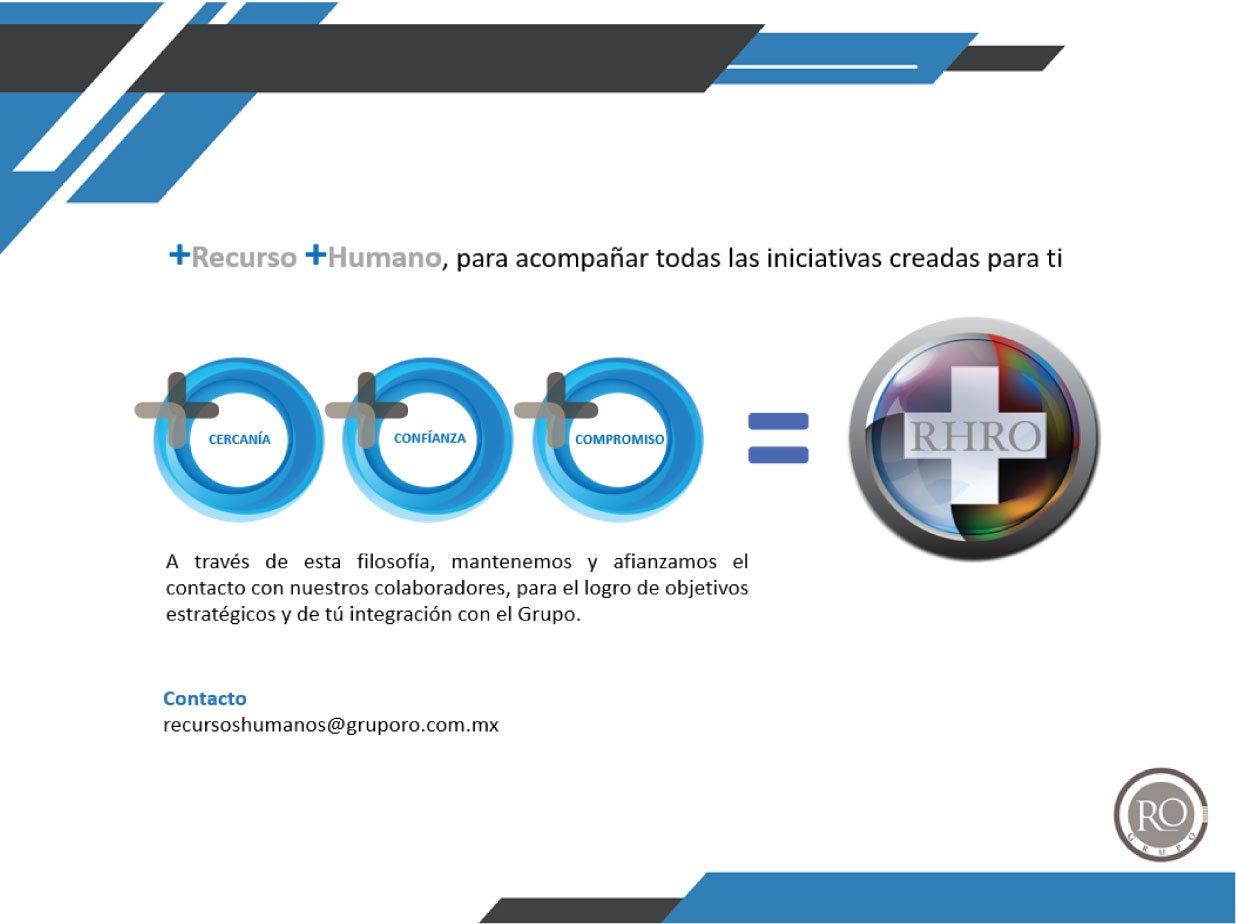 +Recurso +Humano, para acompañar todas las iniciativas creadas para ti
CERCANÍA
CONFÍANZA
COMPROMISO
=
RHRO
A través de esta filosofía, mantenemos y afianzamos el
contacto con nuestros colaboradores, para el logro de objetivos
estratégicos y de tú integración con el Grupo.
Contacto
recursoshumanos@gruporo.com.mx
RO
GRUPO